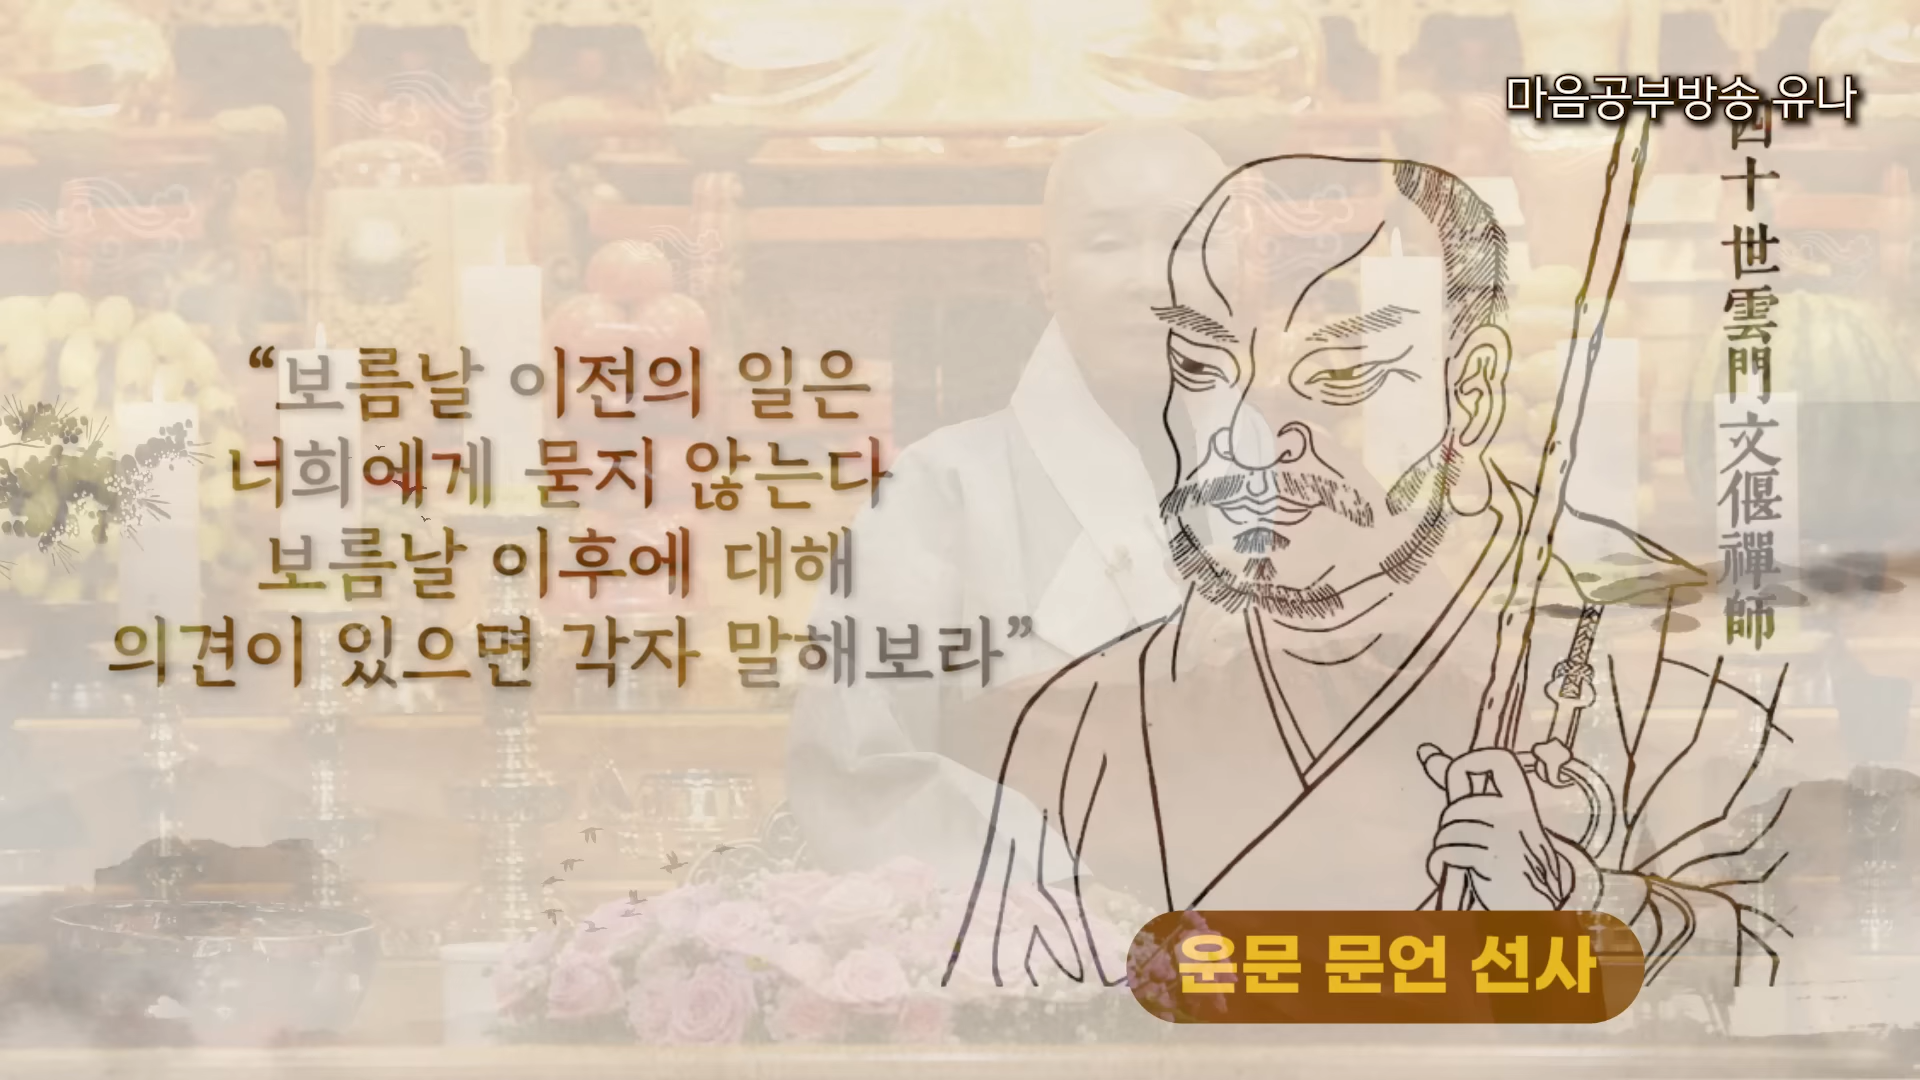 마음공부방송 유나
四十世雲門文偃禪師
“보름날 이전의 일은
너희에게 묻지 않는다
보름날 이후에 대해
의견이 있으면 각자 말해보라”
운문 문언 선사